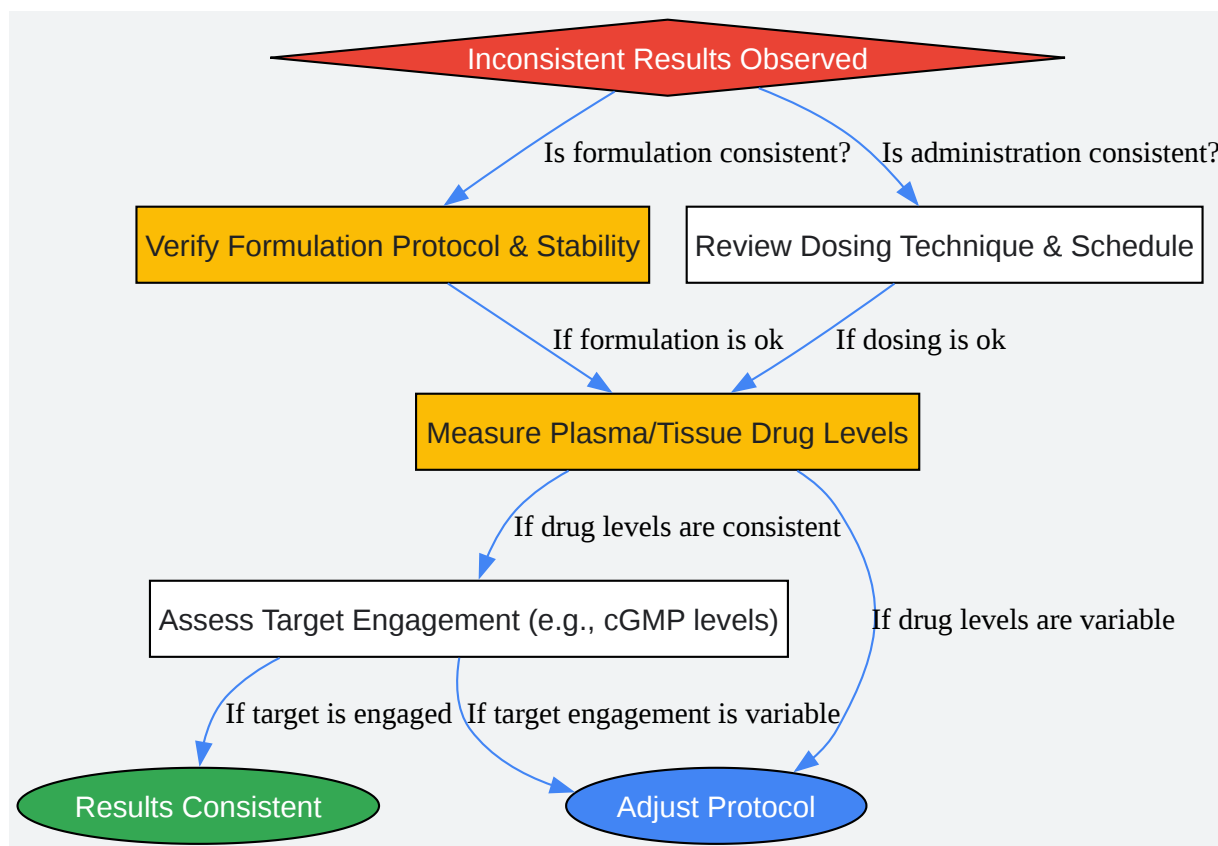 Inconsistent Results Observed
Is formulation consistent?
Is administration consistent?
Verify Formulation Protocol & Stability
Review Dosing Technique & Schedule
If formulation is ok
If dosing is ok
Measure Plasma/Tissue Drug Levels
If drug levels are consistent
Assess Target Engagement (e.g., cGMP levels)
If drug levels are variable
If target is engaged
If target engagement is variable
Results Consistent
Adjust Protocol